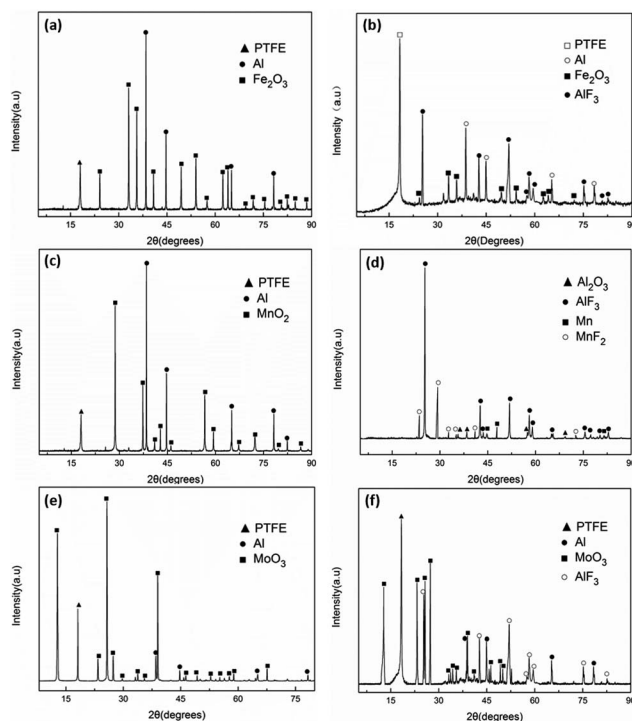 (a)
▲ PTFE
● Al
■ Fe₂O₃
Intensity(a.u)
15 30 45 60 75 90
2θ(degrees)
(b)
□ PTFE
○ Al
■ Fe₂O₃
● AlF₃
Intensity (a.u)
15 30 45 60 75 90
2θ(Degrees)
(c)
▲ PTFE
● Al
■ MnO₂
Intensity(a.u)
15 30 45 60 75 90
2θ(degrees)
(d)
▲ Al₂O₃
● AlF₃
■ Mn
○ MnF₂
Intensity(a.u)
15 30 45 60 75 90
2θ(degrees)
(e)
▲ PTFE
● Al
■ MoO₃
Intensity(a.u)
15 30 45 60 75
2θ(degrees)
(f)
▲ PTFE
● Al
■ MoO₃
○ AlF₃
Intensity(a.u)
15 30 45 60 75 90
2θ(degrees)